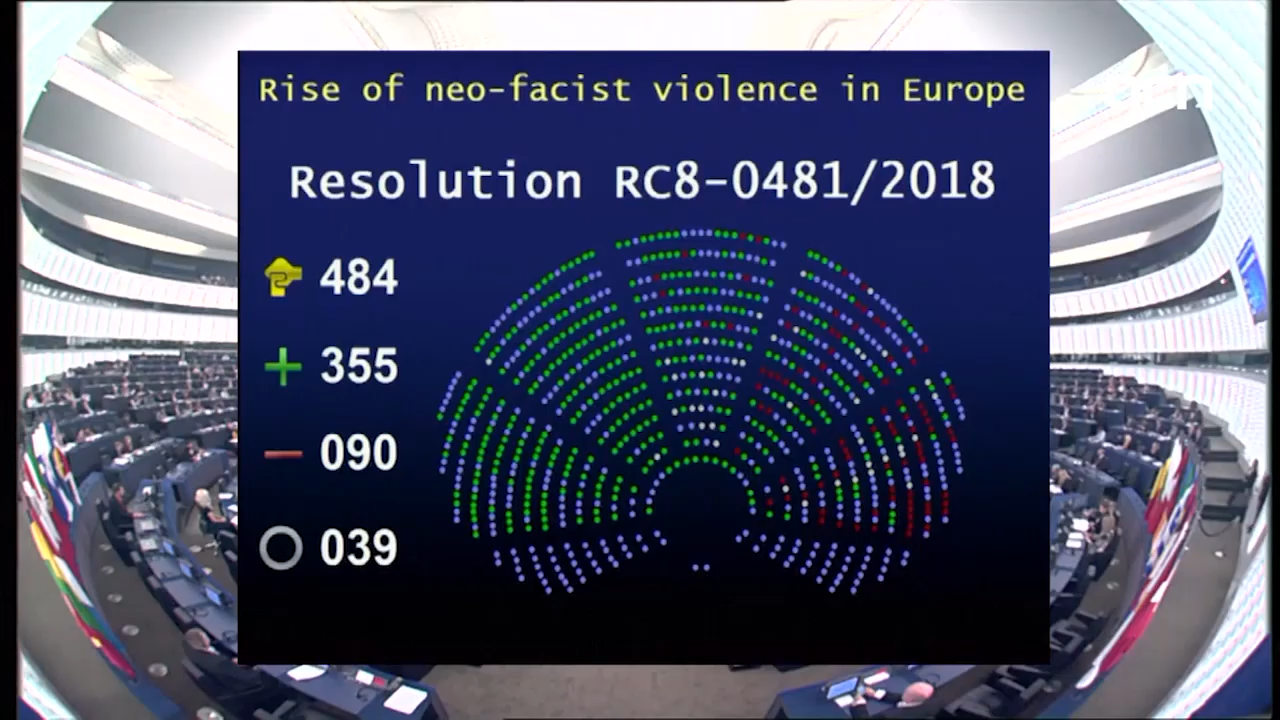 Rise of neo-facist violence in Europe
Resolution RC8-0481/2018
484
355
090
039